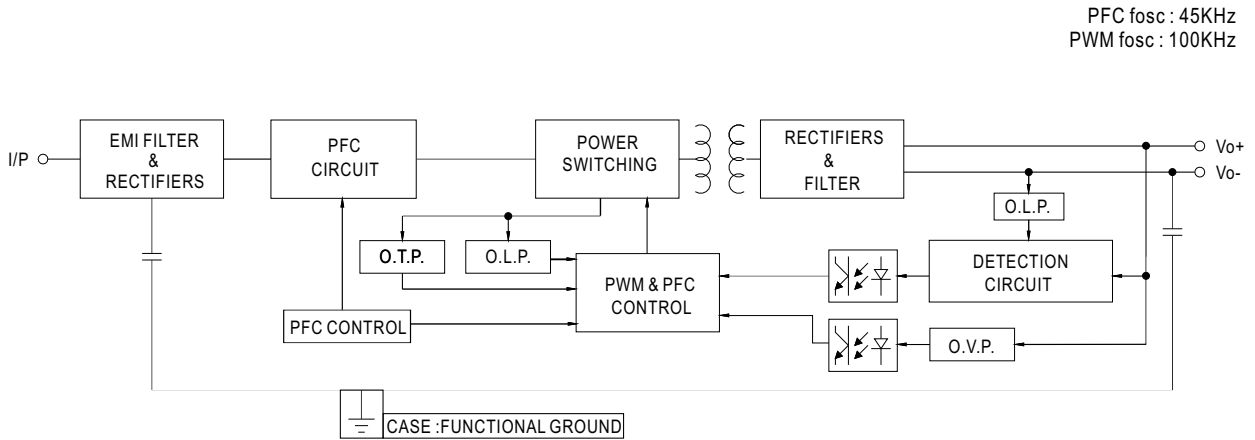 PFC fosc : 45KHz
PWM fosc : 100KHz
I/P
EMI FILTER
&
RECTIFIERS
PFC
CIRCUIT
POWER
SWITCHING
RECTIFIERS
&
FILTER
Vo+
Vo-
O.L.P.
O.T.P.
O.L.P.
PWM & PFC
CONTROL
DETECTION
CIRCUIT
PFC CONTROL
O.V.P.
CASE :FUNCTIONAL GROUND